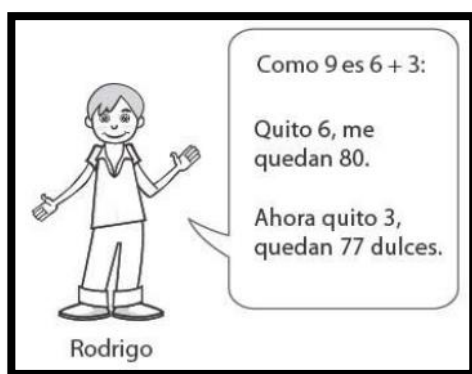 Como 9 es 6 + 3:
Quito 6, me
quedan 80.
Ahora quito 3,
quedan 77 dulces.
Rodrigo